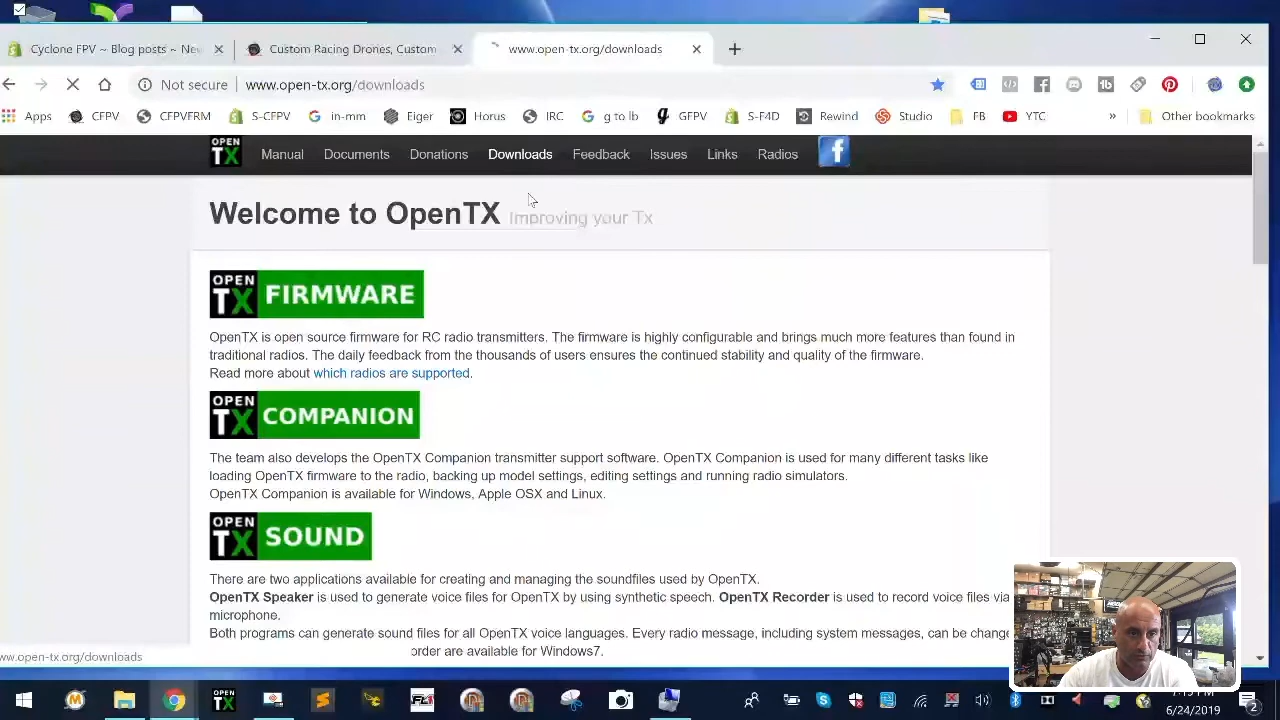 Cyclone FPV ~ Blog posts ~ Nev
Custom Racing Drones, Custom
www.open-tx.org/downloads
Not secure
www.open-tx.org/downloads
Apps
CFPV
CFPVFRM
S-CFPV
in-mm
Eiger
Horus
IRC
g to lb
GFPV
S-F4D
Rewind
Studio
FB
YTC
»
Other bookmarks
OPEN TX
Manual
Documents
Donations
Downloads
Feedback
Issues
Links
Radios
Welcome to OpenTX Improving your Tx
OPEN TX FIRMWARE
OpenTX is open source firmware for RC radio transmitters. The firmware is highly configurable and brings much more features than found in
traditional radios. The daily feedback from the thousands of users ensures the continued stability and quality of the firmware.
Read more about which radios are supported.
OPEN TX COMPANION
The team also develops the OpenTX Companion transmitter support software. OpenTX Companion is used for many different tasks like
loading OpenTX firmware to the radio, backing up model settings, editing settings and running radio simulators.
OpenTX Companion is available for Windows, Apple OSX and Linux.
OPEN TX SOUND
There are two applications available for creating and managing the soundfiles used by OpenTX.
OpenTX Speaker is used to generate voice files for OpenTX by using synthetic speech. OpenTX Recorder is used to record voice files via
microphone.
Both programs can generate sound files for all OpenTX voice languages. Every radio message, including system messages, can be change
order are available for Windows7.
ww.open-tx.org/downloads
OPEN TX
6/24/2019
2